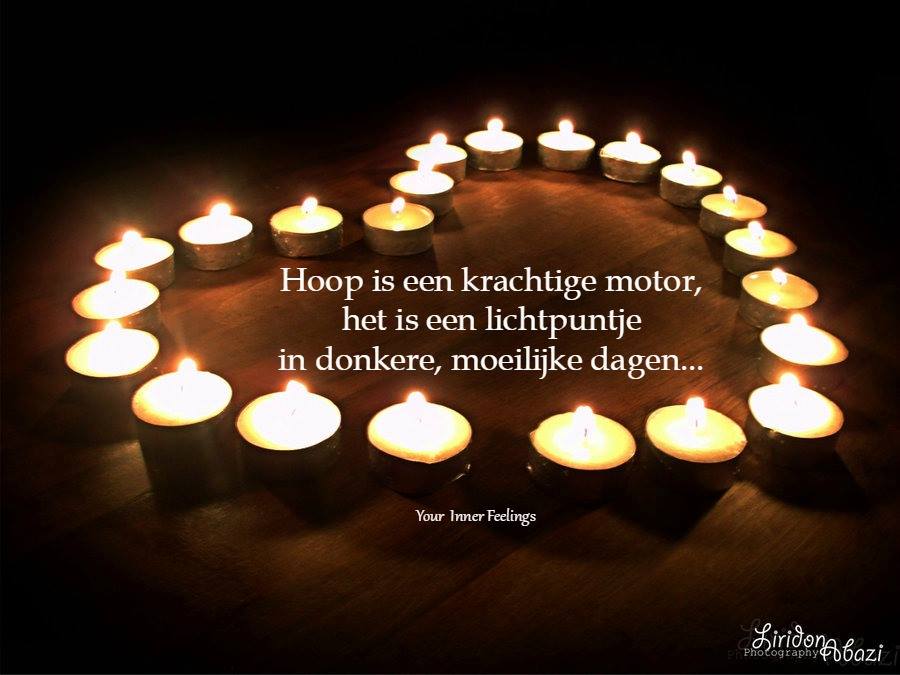 Hoop is een krachtige motor,
het is een lichtpuntje
in donkere, moeilijke dagen...
Your Inner Feelings
Liridon Abazi
Photography